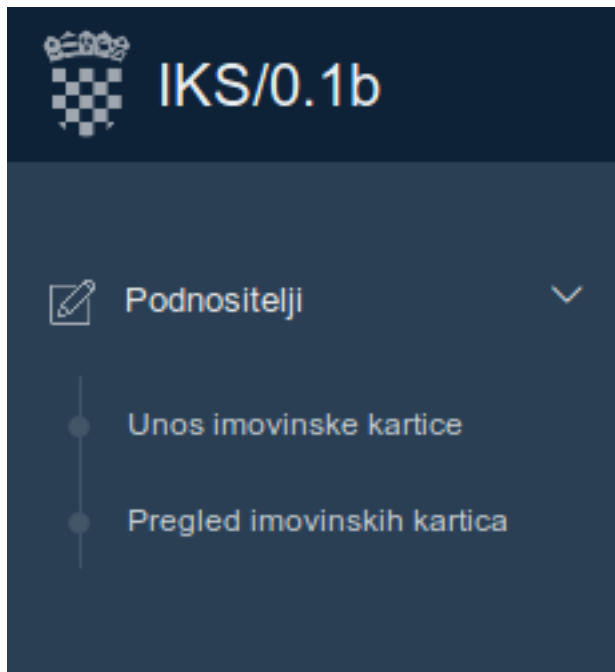 IKS/0.1b
Podnositelji
Unos imovinske kartice
Pregled imovinskih kartica